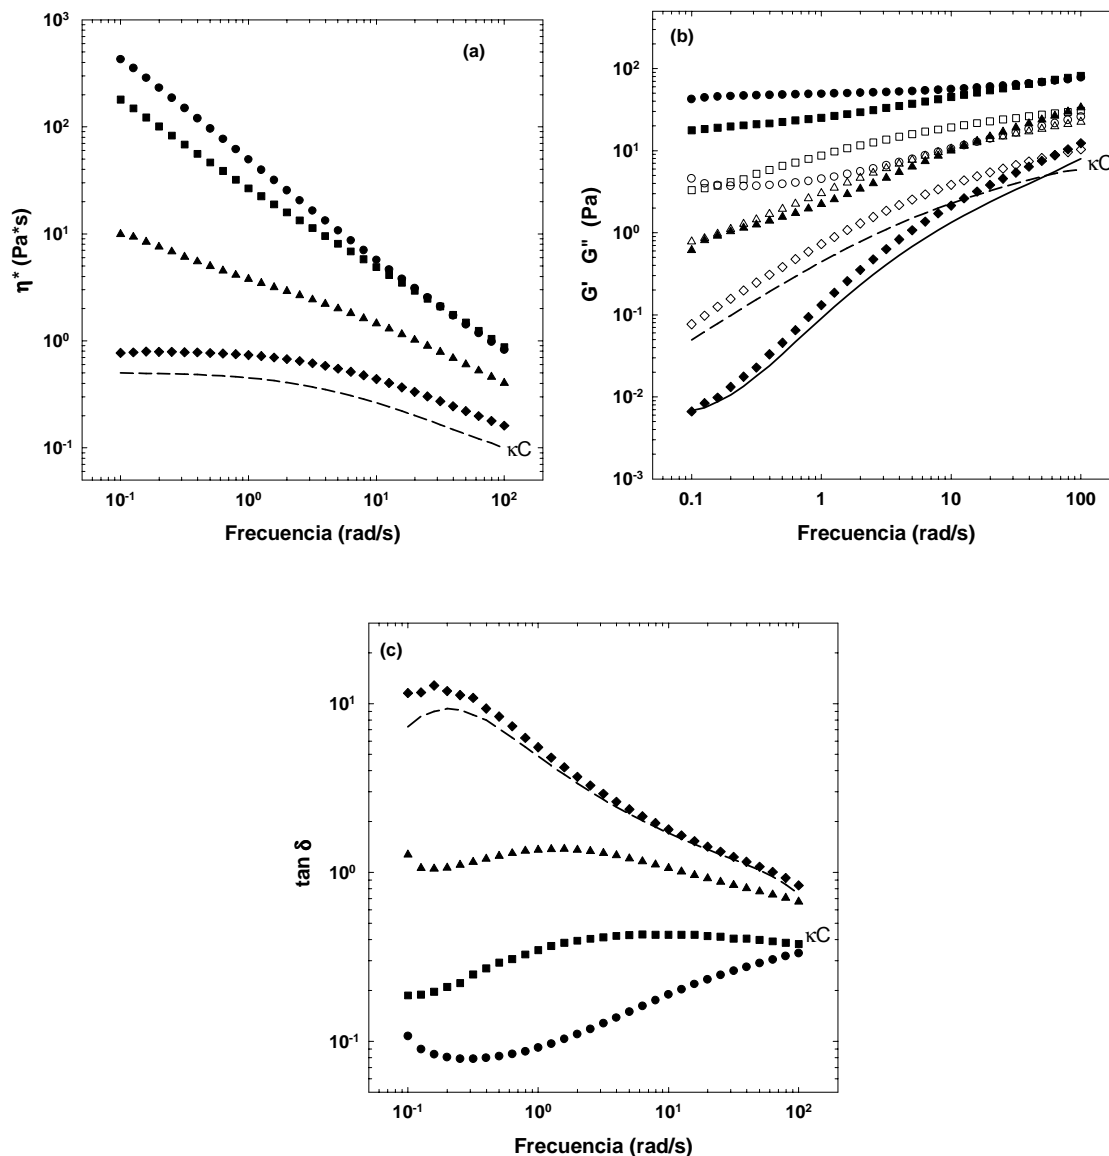 (a)
10³
10²
10¹
10⁰
10⁻¹
η* (Pa*s)
κC
10⁻¹ 10⁰ 10¹ 10²
Frecuencia (rad/s)
(b)
10²
10¹
10⁰
10⁻¹
10⁻²
10⁻³
G' G'' (Pa)
κC
0.1 1 10 100
Frecuencia (rad/s)
(c)
10¹
10⁰
10⁻¹
tan δ
κC
10⁻¹ 10⁰ 10¹ 10²
Frecuencia (rad/s)